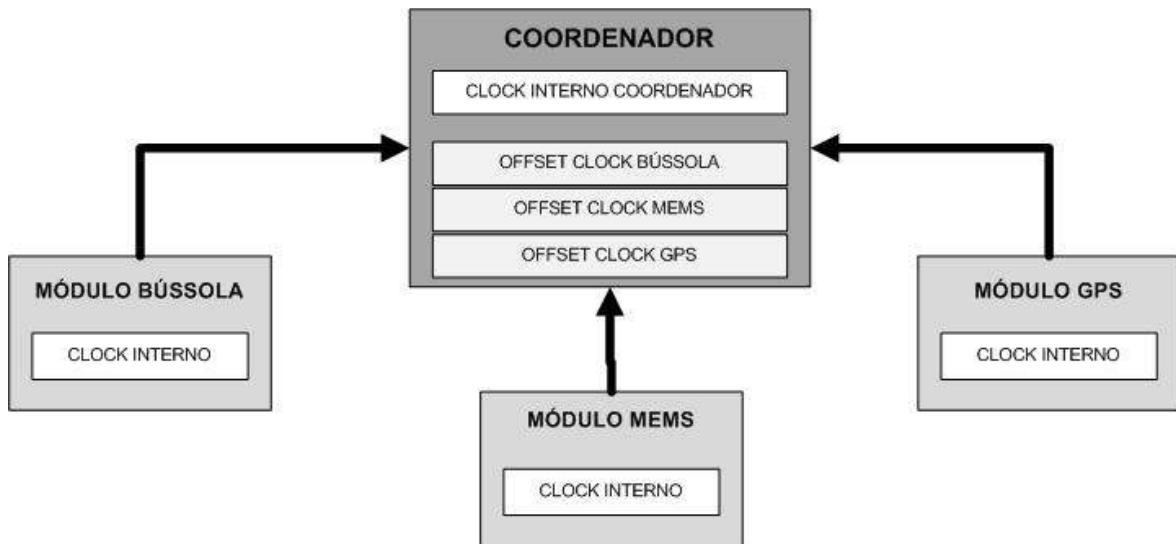 COORDENADOR
CLOCK INTERNO COORDENADOR
OFFSET CLOCK BÚSSOLA
OFFSET CLOCK MEMS
OFFSET CLOCK GPS
MÓDULO BÚSSOLA
CLOCK INTERNO
MÓDULO GPS
CLOCK INTERNO
MÓDULO MEMS
CLOCK INTERNO